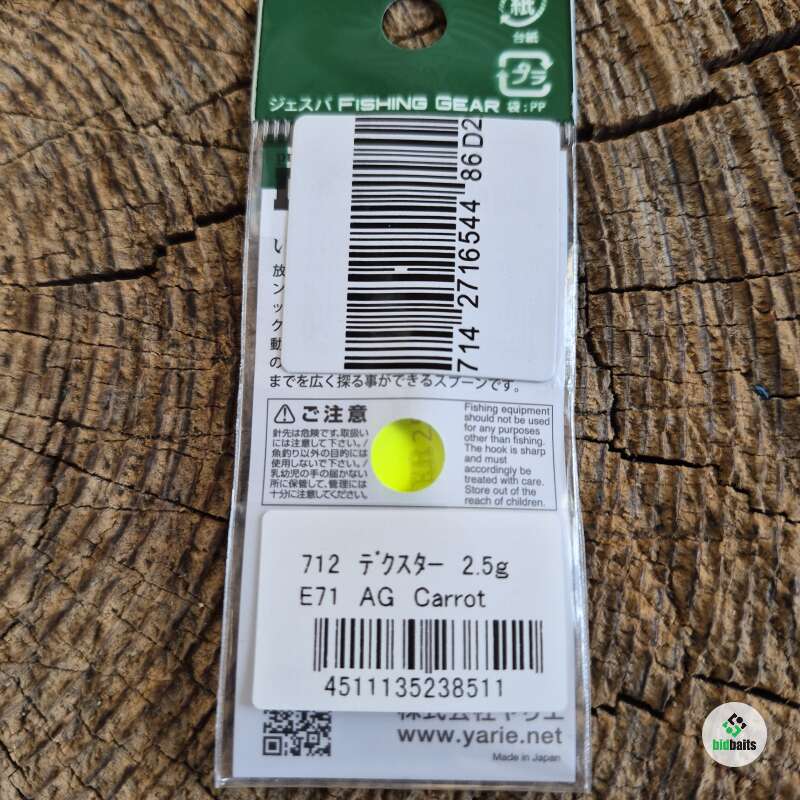 紙
台紙
プラ
ジェスパ FISHING GEAR 袋:PP
714 2716544 86D2
い
放
ン
ック
動
の
までを広く探る事ができるスプーンです。
⚠ご注意
針先は危険です。取扱い
には注意して下さい。/
魚釣り以外の目的には
使用しないで下さい。/
乳幼児の手の届かない
所に保管して、管理には
十分に注意してください。
Fishing equipment
should not be used
for any purposes
other than fishing.
The hook is sharp
and must
accordingly be
treated with care.
Store out of the
reach of children.
712 デクスター 2.5g
E71 AG Carrot
4511135238511
株式会社ヤリエ
www.yarie.net
Made in Japan
bidbaits